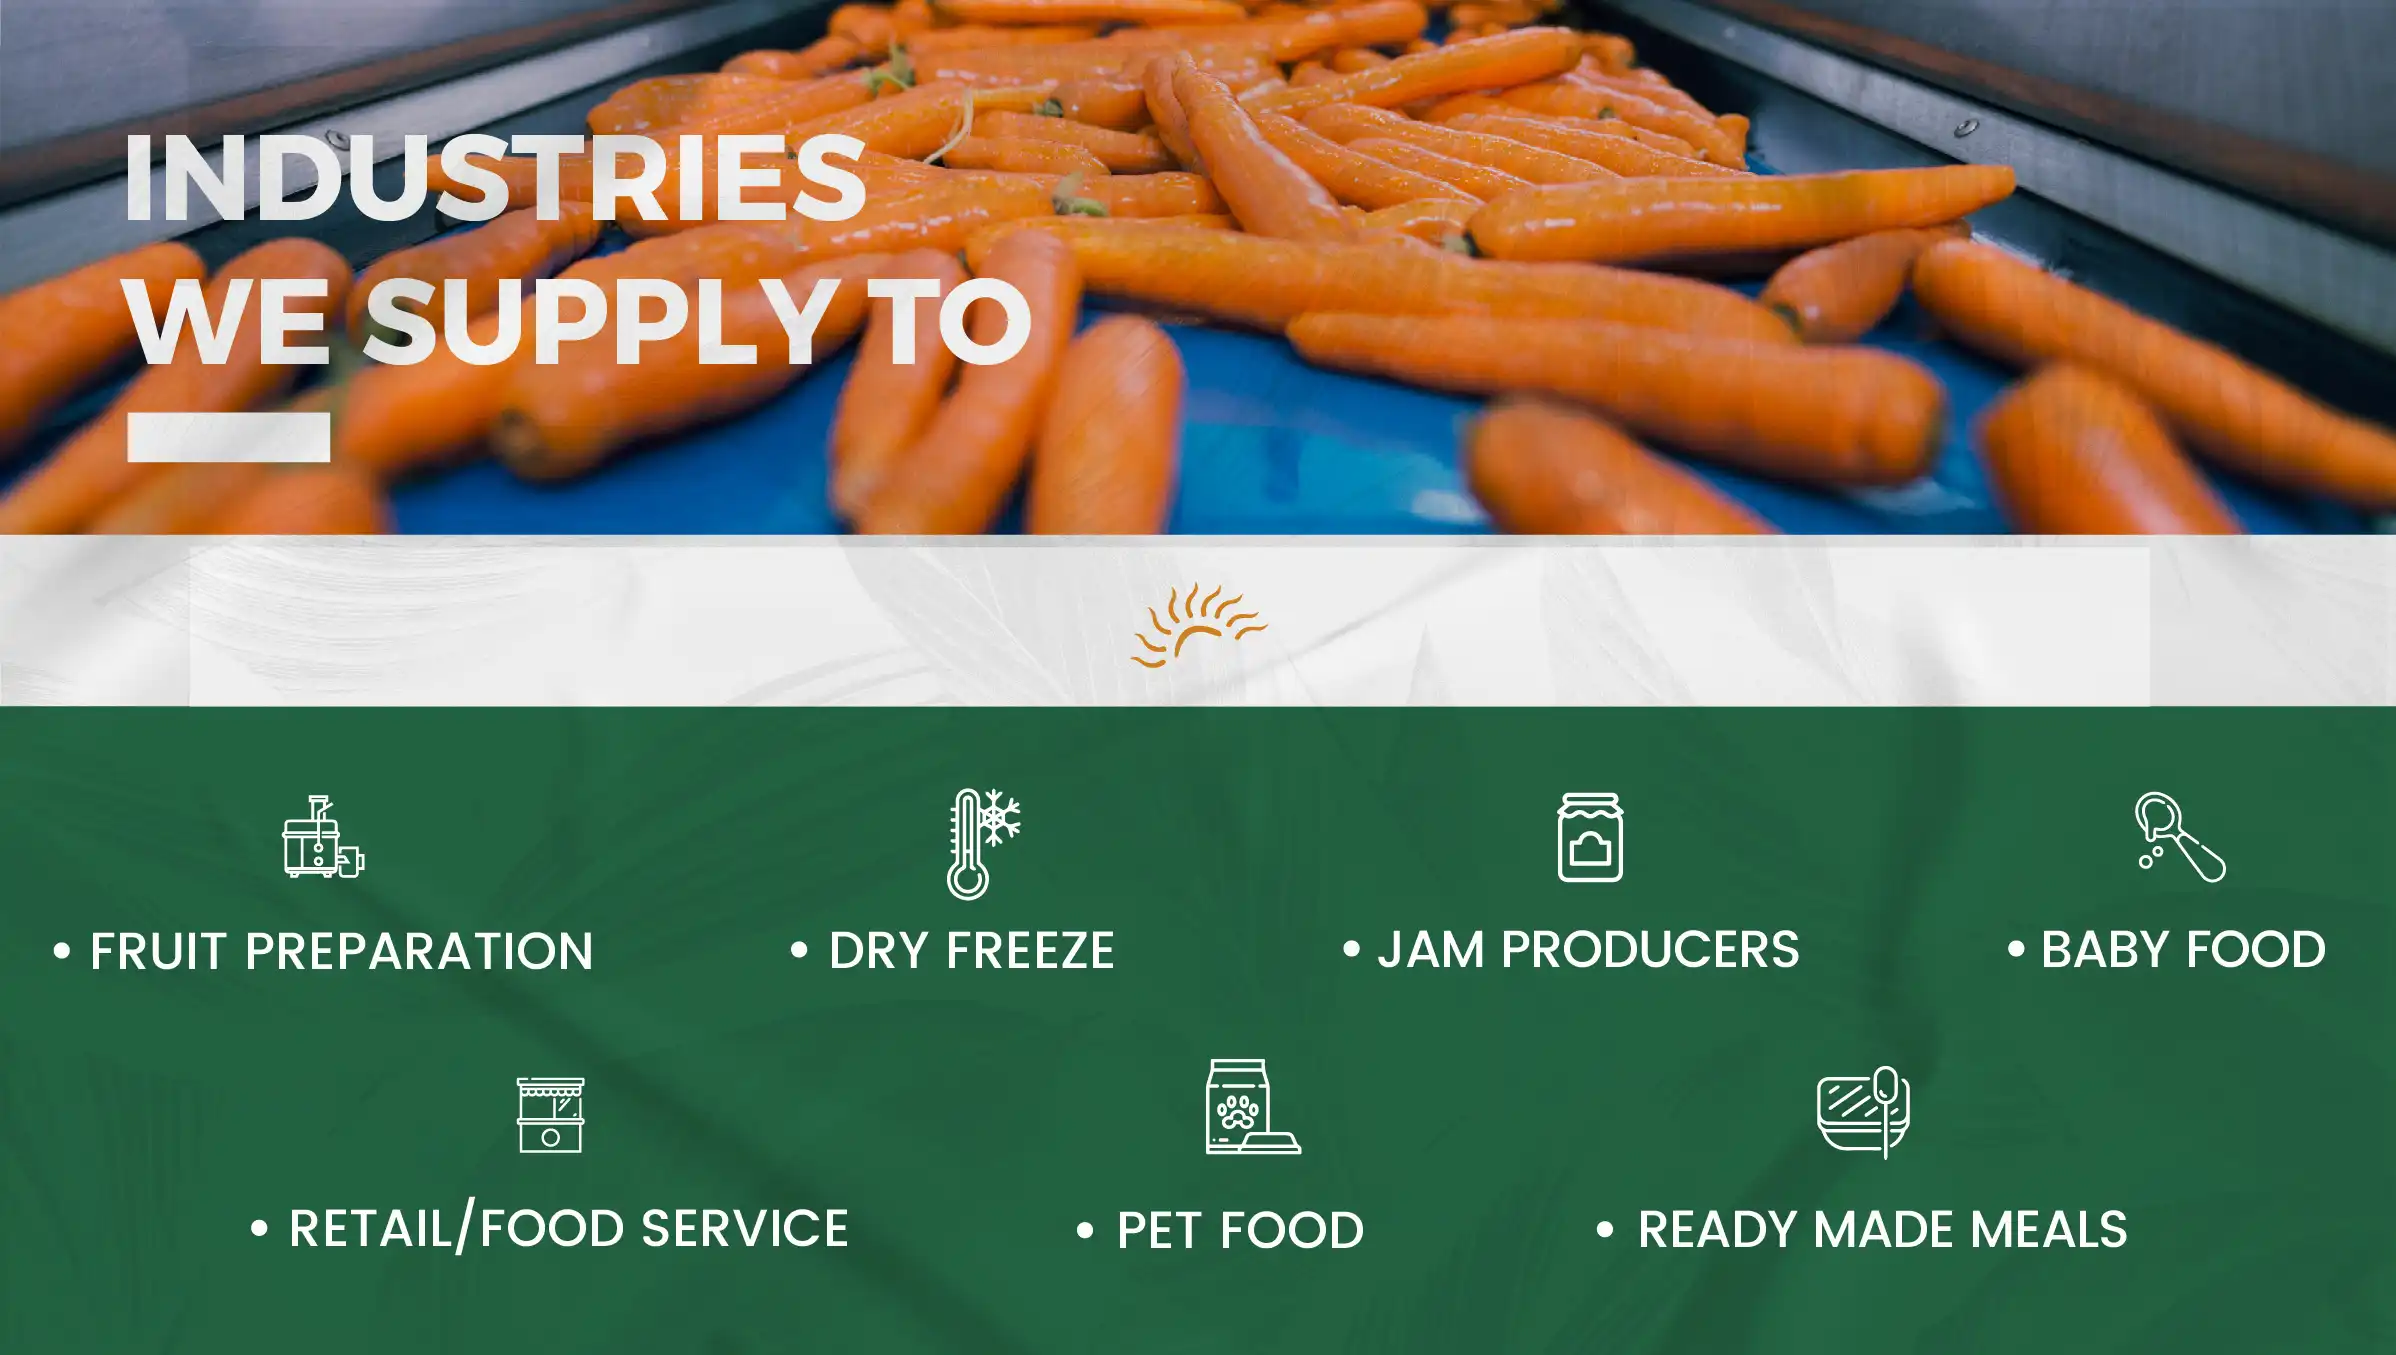 INDUSTRIES
WE SUPPLY TO
• FRUIT PREPARATION
• DRY FREEZE
• JAM PRODUCERS
• BABY FOOD
• RETAIL/FOOD SERVICE
• PET FOOD
• READY MADE MEALS